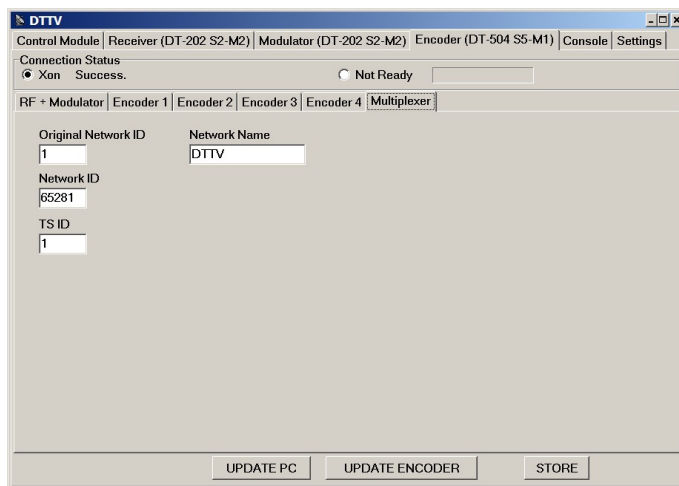 DTTV
Control Module Receiver (DT-202 S2-M2) Modulator (DT-202 S2-M2) Encoder (DT-504 S5-M1) Console Settings
Connection Status
Xon Success. Not Ready
RF + Modulator Encoder 1 Encoder 2 Encoder 3 Encoder 4 Multiplexer
Original Network ID Network Name
1 DTTV
Network ID
65281
TS ID
1
UPDATE PC UPDATE ENCODER STORE